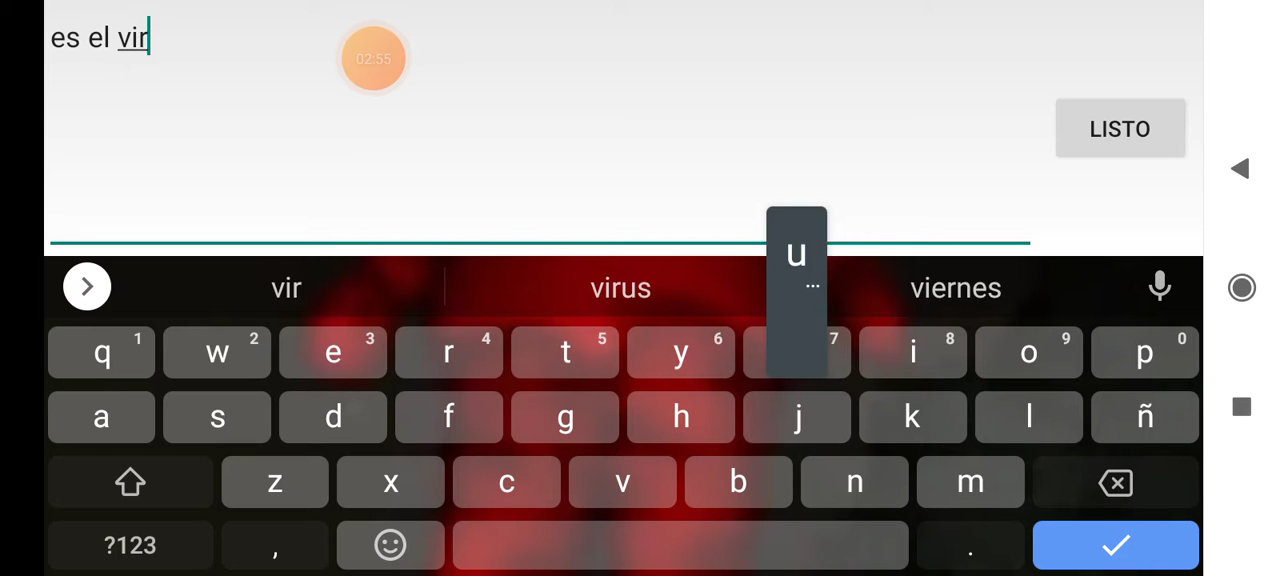 es el vir
02:55
LISTO
u
...
vir virus viernes
q 1 w 2 e 3 r 4 t 5 y 6 7 i 8 o 9 p 0
a s d f g h j k l ñ
z x c v b n m
?123 , .